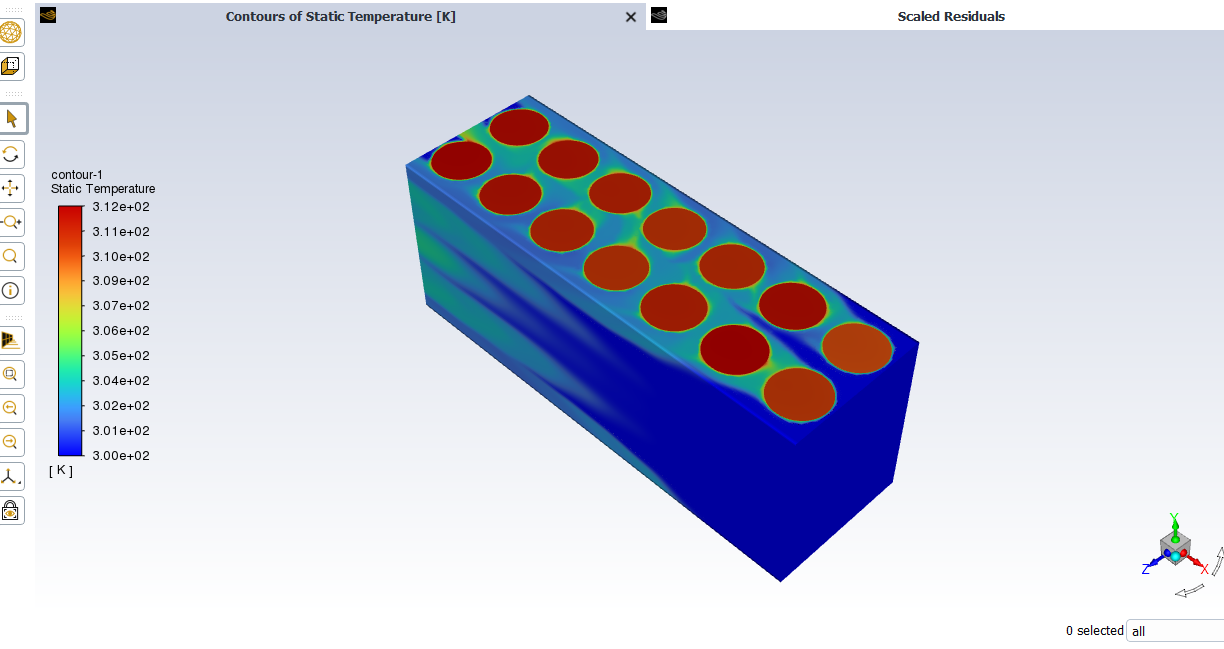 Contours of Static Temperature [K]
Scaled Residuals
contour-1
Static Temperature
3.12e+02
3.11e+02
3.10e+02
3.09e+02
3.07e+02
3.06e+02
3.05e+02
3.04e+02
3.02e+02
3.01e+02
3.00e+02
[ K ]
Y
Z
X
0 selected all